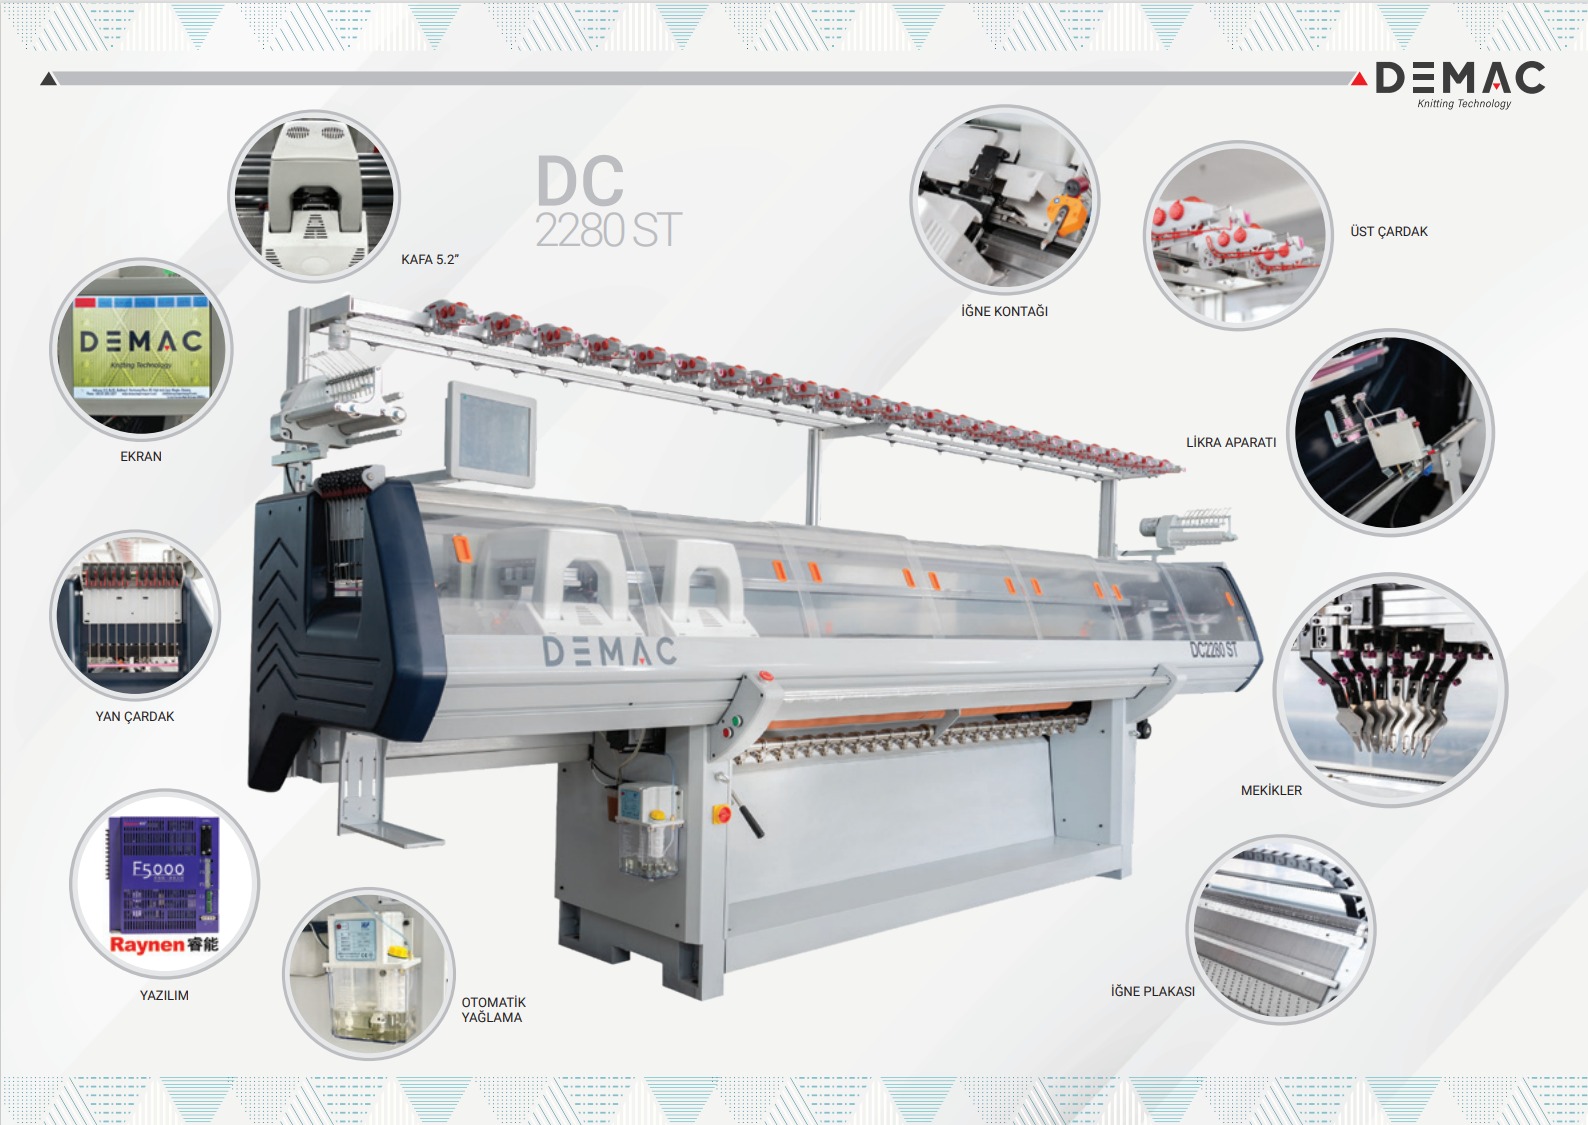 DEMAC
Knitting Technology
DC
2280 ST
KAFA 5.2”
İĞNE KONTAĞI
ÜST ÇARDAK
DEMAC
Knitting Technology
EKRAN
LİKRA APARATI
YAN ÇARDAK
DEMAC
DC2280 ST
MEKİKLER
F5000
Raynen 睿能
YAZILIM
OTOMATİK
YAĞLAMA
İĞNE PLAKASI